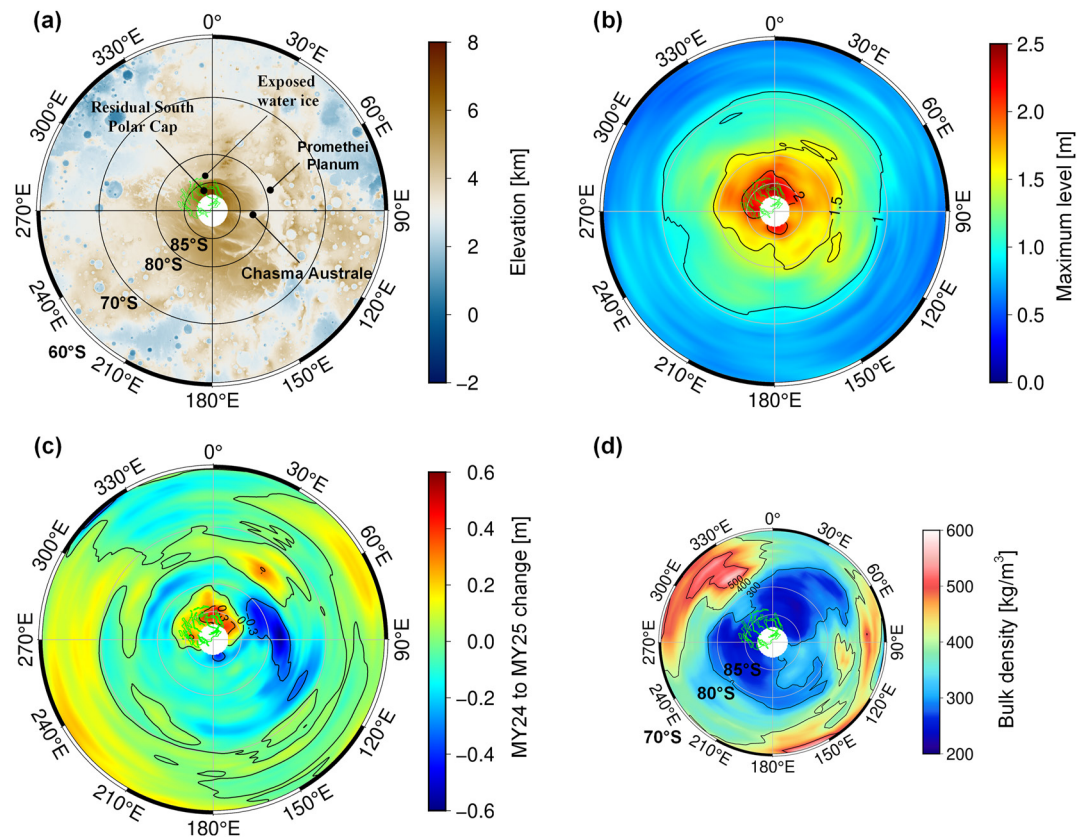 (a)
0°
30°E
60°E
90°E
120°E
150°E
180°E
210°E
240°E
270°E
300°E
330°E
Exposed
water ice
Residual South
Polar Cap
Promethei
Planum
Chasma Australe
85°S
80°S
70°S
60°S
8
6
4
2
0
−2
Elevation [km]
(b)
0°
30°E
60°E
90°E
120°E
150°E
180°E
210°E
240°E
270°E
300°E
330°E
2
1.5
1
2.5
2.0
1.5
1.0
0.5
0.0
Maximum level [m]
(c)
0°
30°E
60°E
90°E
120°E
150°E
180°E
210°E
240°E
270°E
300°E
330°E
0.6
0.4
0.2
0.0
−0.2
−0.4
−0.6
MY24 to MY25 change [m]
(d)
0°
30°E
60°E
90°E
120°E
150°E
180°E
210°E
240°E
270°E
300°E
330°E
500
400
300
85°S
80°S
70°S
600
500
400
300
200
Bulk density [kg/m³]